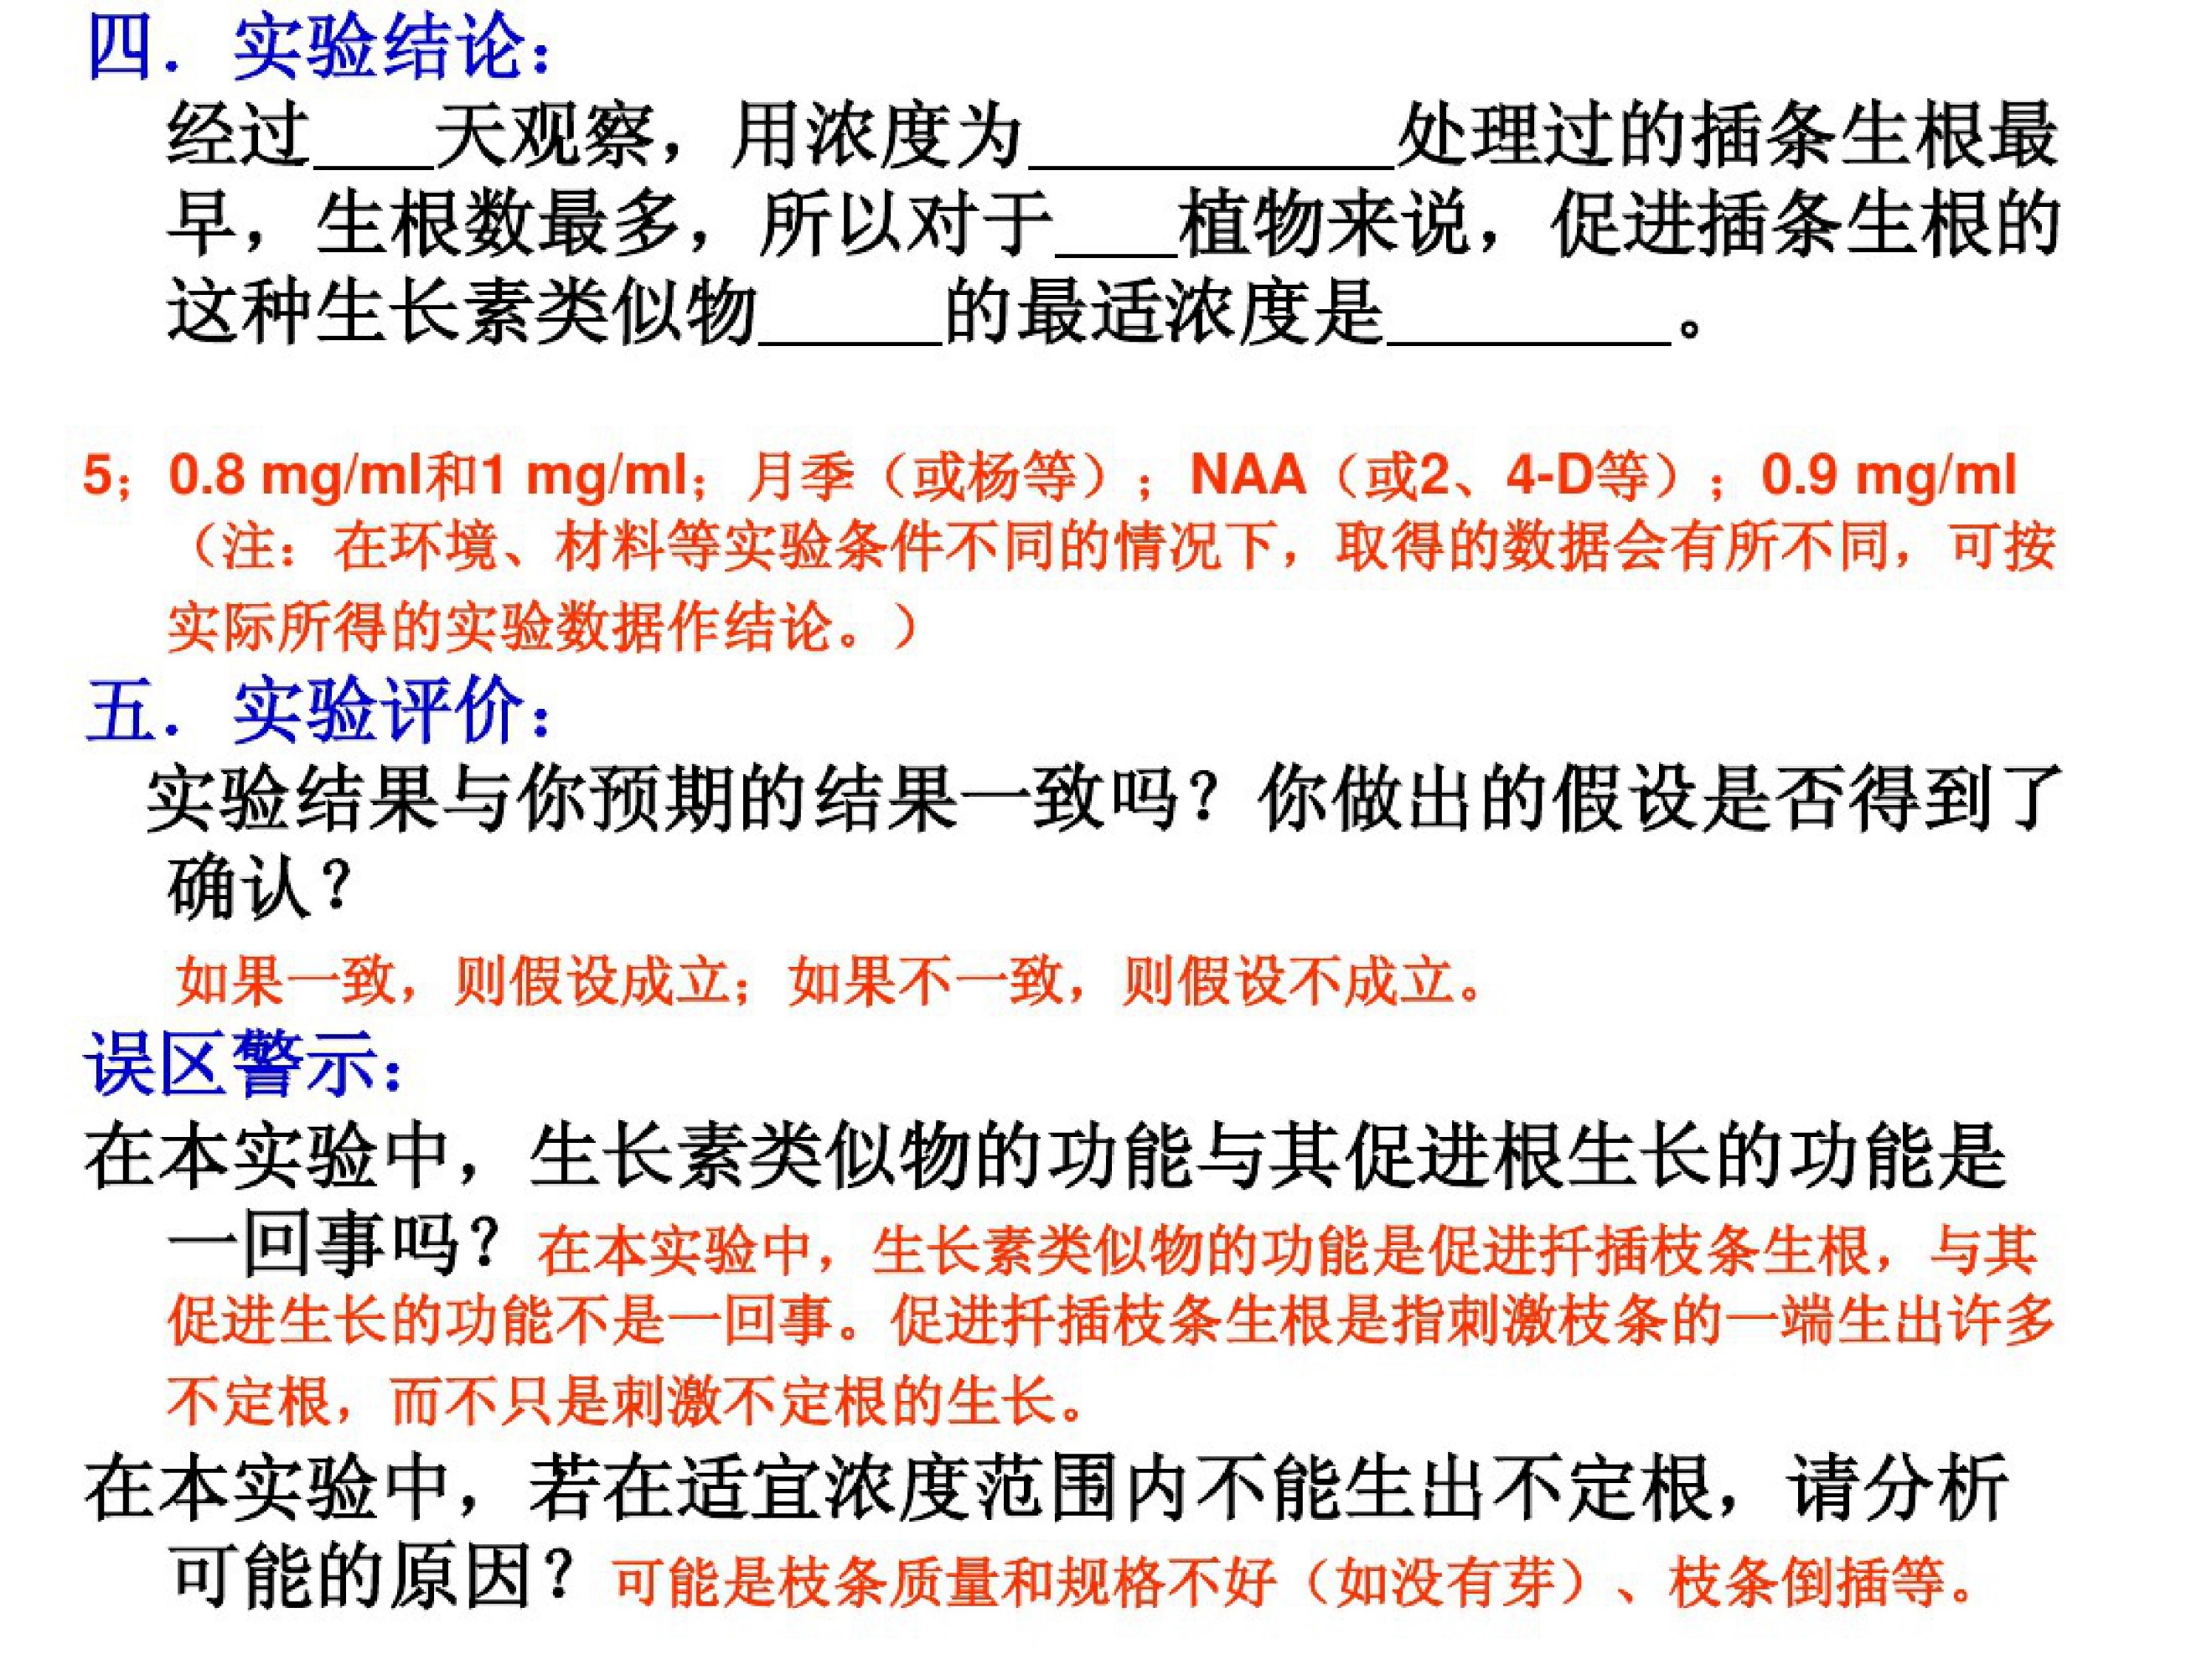 四．实验结论：
经过___天观察，用浓度为_________处理过的插条生根最
早，生根数最多，所以对于___植物来说，促进插条生根的
这种生长素类似物____的最适浓度是_______。
5；0.8 mg/ml和1 mg/ml；月季（或杨等）；NAA（或2、4-D等）；0.9 mg/ml
（注：在环境、材料等实验条件不同的情况下，取得的数据会有所不同，可按
实际所得的实验数据作结论。）
五．实验评价：
实验结果与你预期的结果一致吗？你做出的假设是否得到了
确认？
如果一致，则假设成立；如果不一致，则假设不成立。
误区警示：
在本实验中，生长素类似物的功能与其促进根生长的功能是
一回事吗？在本实验中，生长素类似物的功能是促进扦插枝条生根，与其
促进生长的功能不是一回事。促进扦插枝条生根是指刺激枝条的一端生出许多
不定根，而不只是刺激不定根的生长。
在本实验中，若在适宜浓度范围内不能生出不定根，请分析
可能的原因？可能是枝条质量和规格不好（如没有芽）、枝条倒插等。